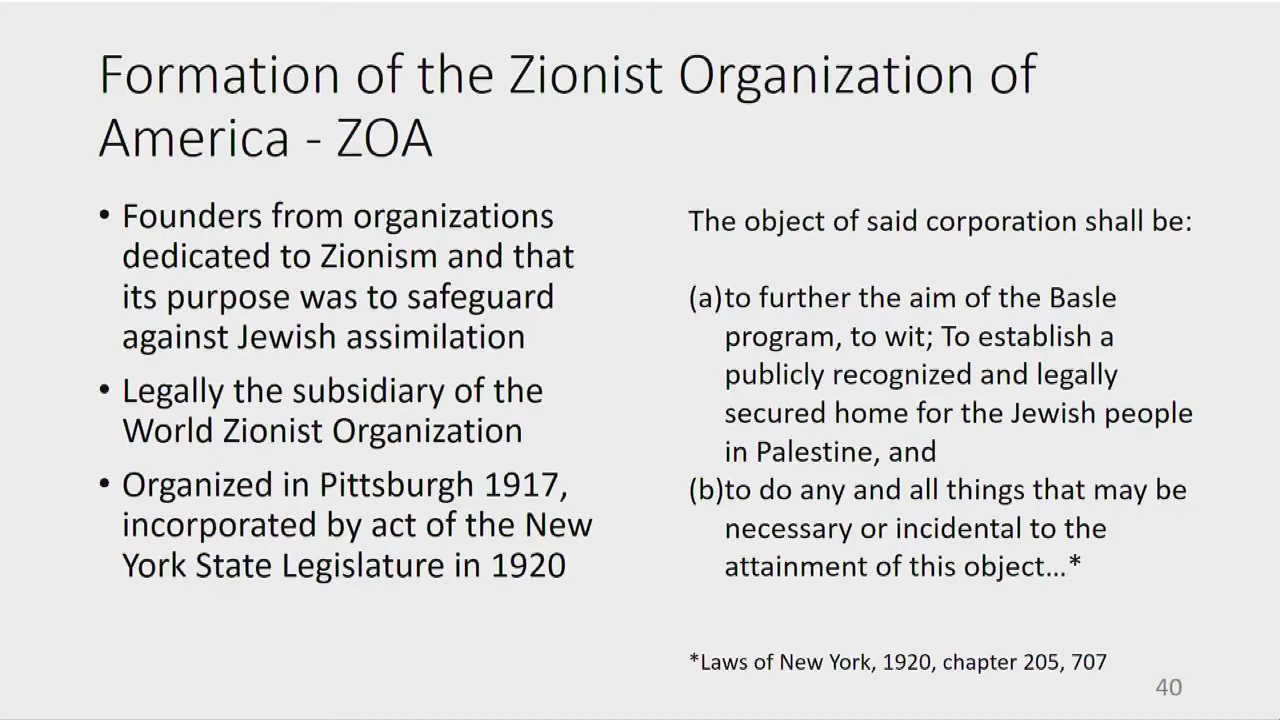 Formation of the Zionist Organization of
America - ZOA
• Founders from organizations
dedicated to Zionism and that
its purpose was to safeguard
against Jewish assimilation
• Legally the subsidiary of the
World Zionist Organization
• Organized in Pittsburgh 1917,
incorporated by act of the New
York State Legislature in 1920
The object of said corporation shall be:
(a)to further the aim of the Basle
program, to wit; To establish a
publicly recognized and legally
secured home for the Jewish people
in Palestine, and
(b)to do any and all things that may be
necessary or incidental to the
attainment of this object…*
*Laws of New York, 1920, chapter 205, 707
40